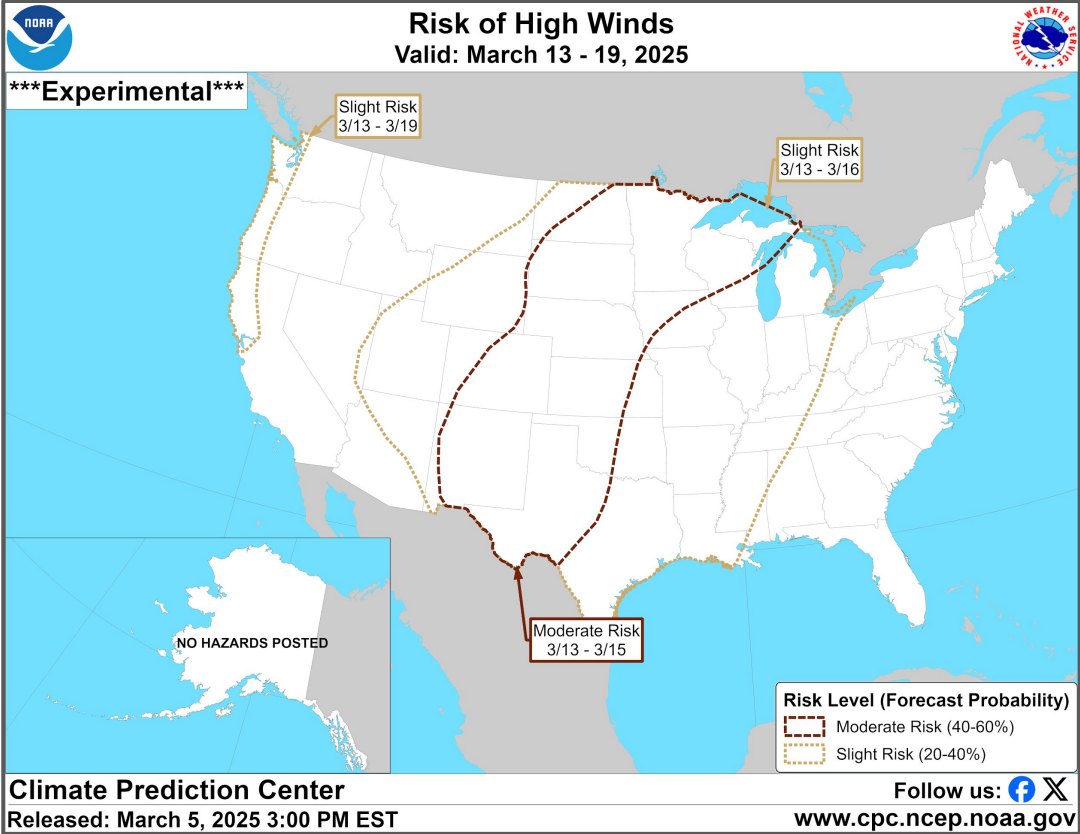 NOAA
Risk of High Winds
Valid: March 13 - 19, 2025
NATIONAL WEATHER SERVICE
***Experimental***
Slight Risk
3/13 - 3/19
Slight Risk
3/13 - 3/16
NO HAZARDS POSTED
Moderate Risk
3/13 - 3/15
Risk Level (Forecast Probability)
Moderate Risk (40-60%)
Slight Risk (20-40%)
Climate Prediction Center
Follow us:
Released: March 5, 2025 3:00 PM EST
www.cpc.ncep.noaa.gov